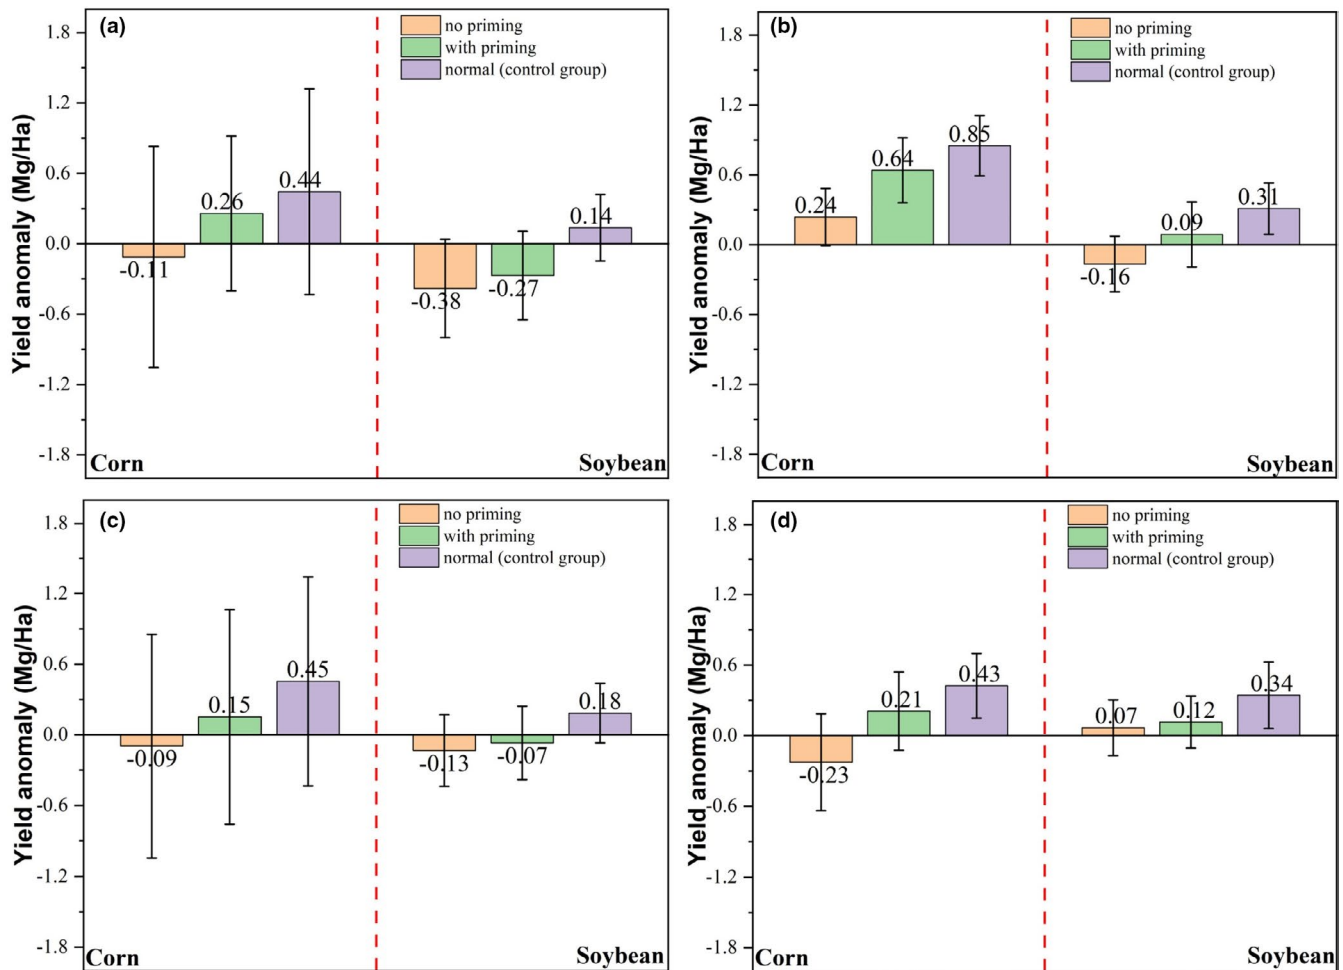 (a)
no priming
with priming
normal (control group)
Yield anomaly (Mg/Ha)
1.8
1.2
0.6
0.0
-0.6
-1.2
-1.8
-0.11
0.26
0.44
-0.38
-0.27
0.14
Corn
Soybean
(b)
no priming
with priming
normal (control group)
Yield anomaly (Mg/Ha)
1.8
1.2
0.6
0.0
-0.6
-1.2
-1.8
0.24
0.64
0.85
-0.16
0.09
0.31
Corn
Soybean
(c)
no priming
with priming
normal (control group)
Yield anomaly (Mg/Ha)
1.8
1.2
0.6
0.0
-0.6
-1.2
-1.8
-0.09
0.15
0.45
-0.13
-0.07
0.18
Corn
Soybean
(d)
no priming
with priming
normal (control group)
Yield anomaly (Mg/Ha)
1.8
1.2
0.6
0.0
-0.6
-1.2
-1.8
-0.23
0.21
0.43
0.07
0.12
0.34
Corn
Soybean